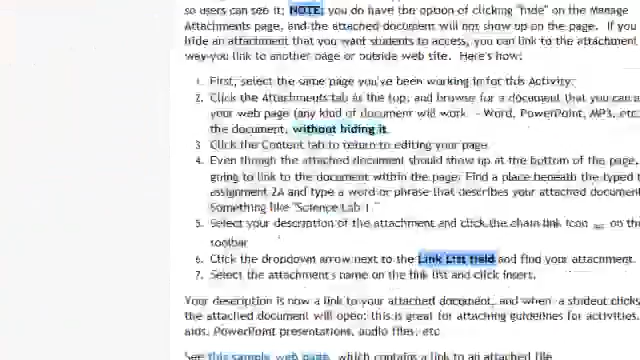 so users can see it; NOTE: you do have the option of clicking "hide" on the Manage
Attachments page, and the attached document will not show up on the page. If you
hide an attachment that you want students to access, you can link to the attachment
way you link to another page or outside web site. Here's how:
1. First, select the same page you've been working in for this Activity.
2. Click the Attachments tab at the top, and browse for a document that you can
your web page (any kind of document will work - Word, PowerPoint, MP3, etc.
the document, without hiding it.
3. Click the Content tab to return to editing your page.
4. Even though the attached document should show up at the bottom of the page,
going to link to the document within the page. Find a place beneath the typed
assignment 2A and type a word or phrase that describes your attached document
Something like "Science Lab 1."
5. Select your description of the attachment and click the chain link icon on the
toolbar
6. Click the dropdown arrow next to the Link List field and find your attachment.
7. Select the attachment's name on the link list and click insert.
Your description is now a link to your attached document, and when a student clicks
the attached document will open; this is great for attaching guidelines for activities
aids, PowerPoint presentations, audio files, etc
See this sample web page, which contains a link to an attached file